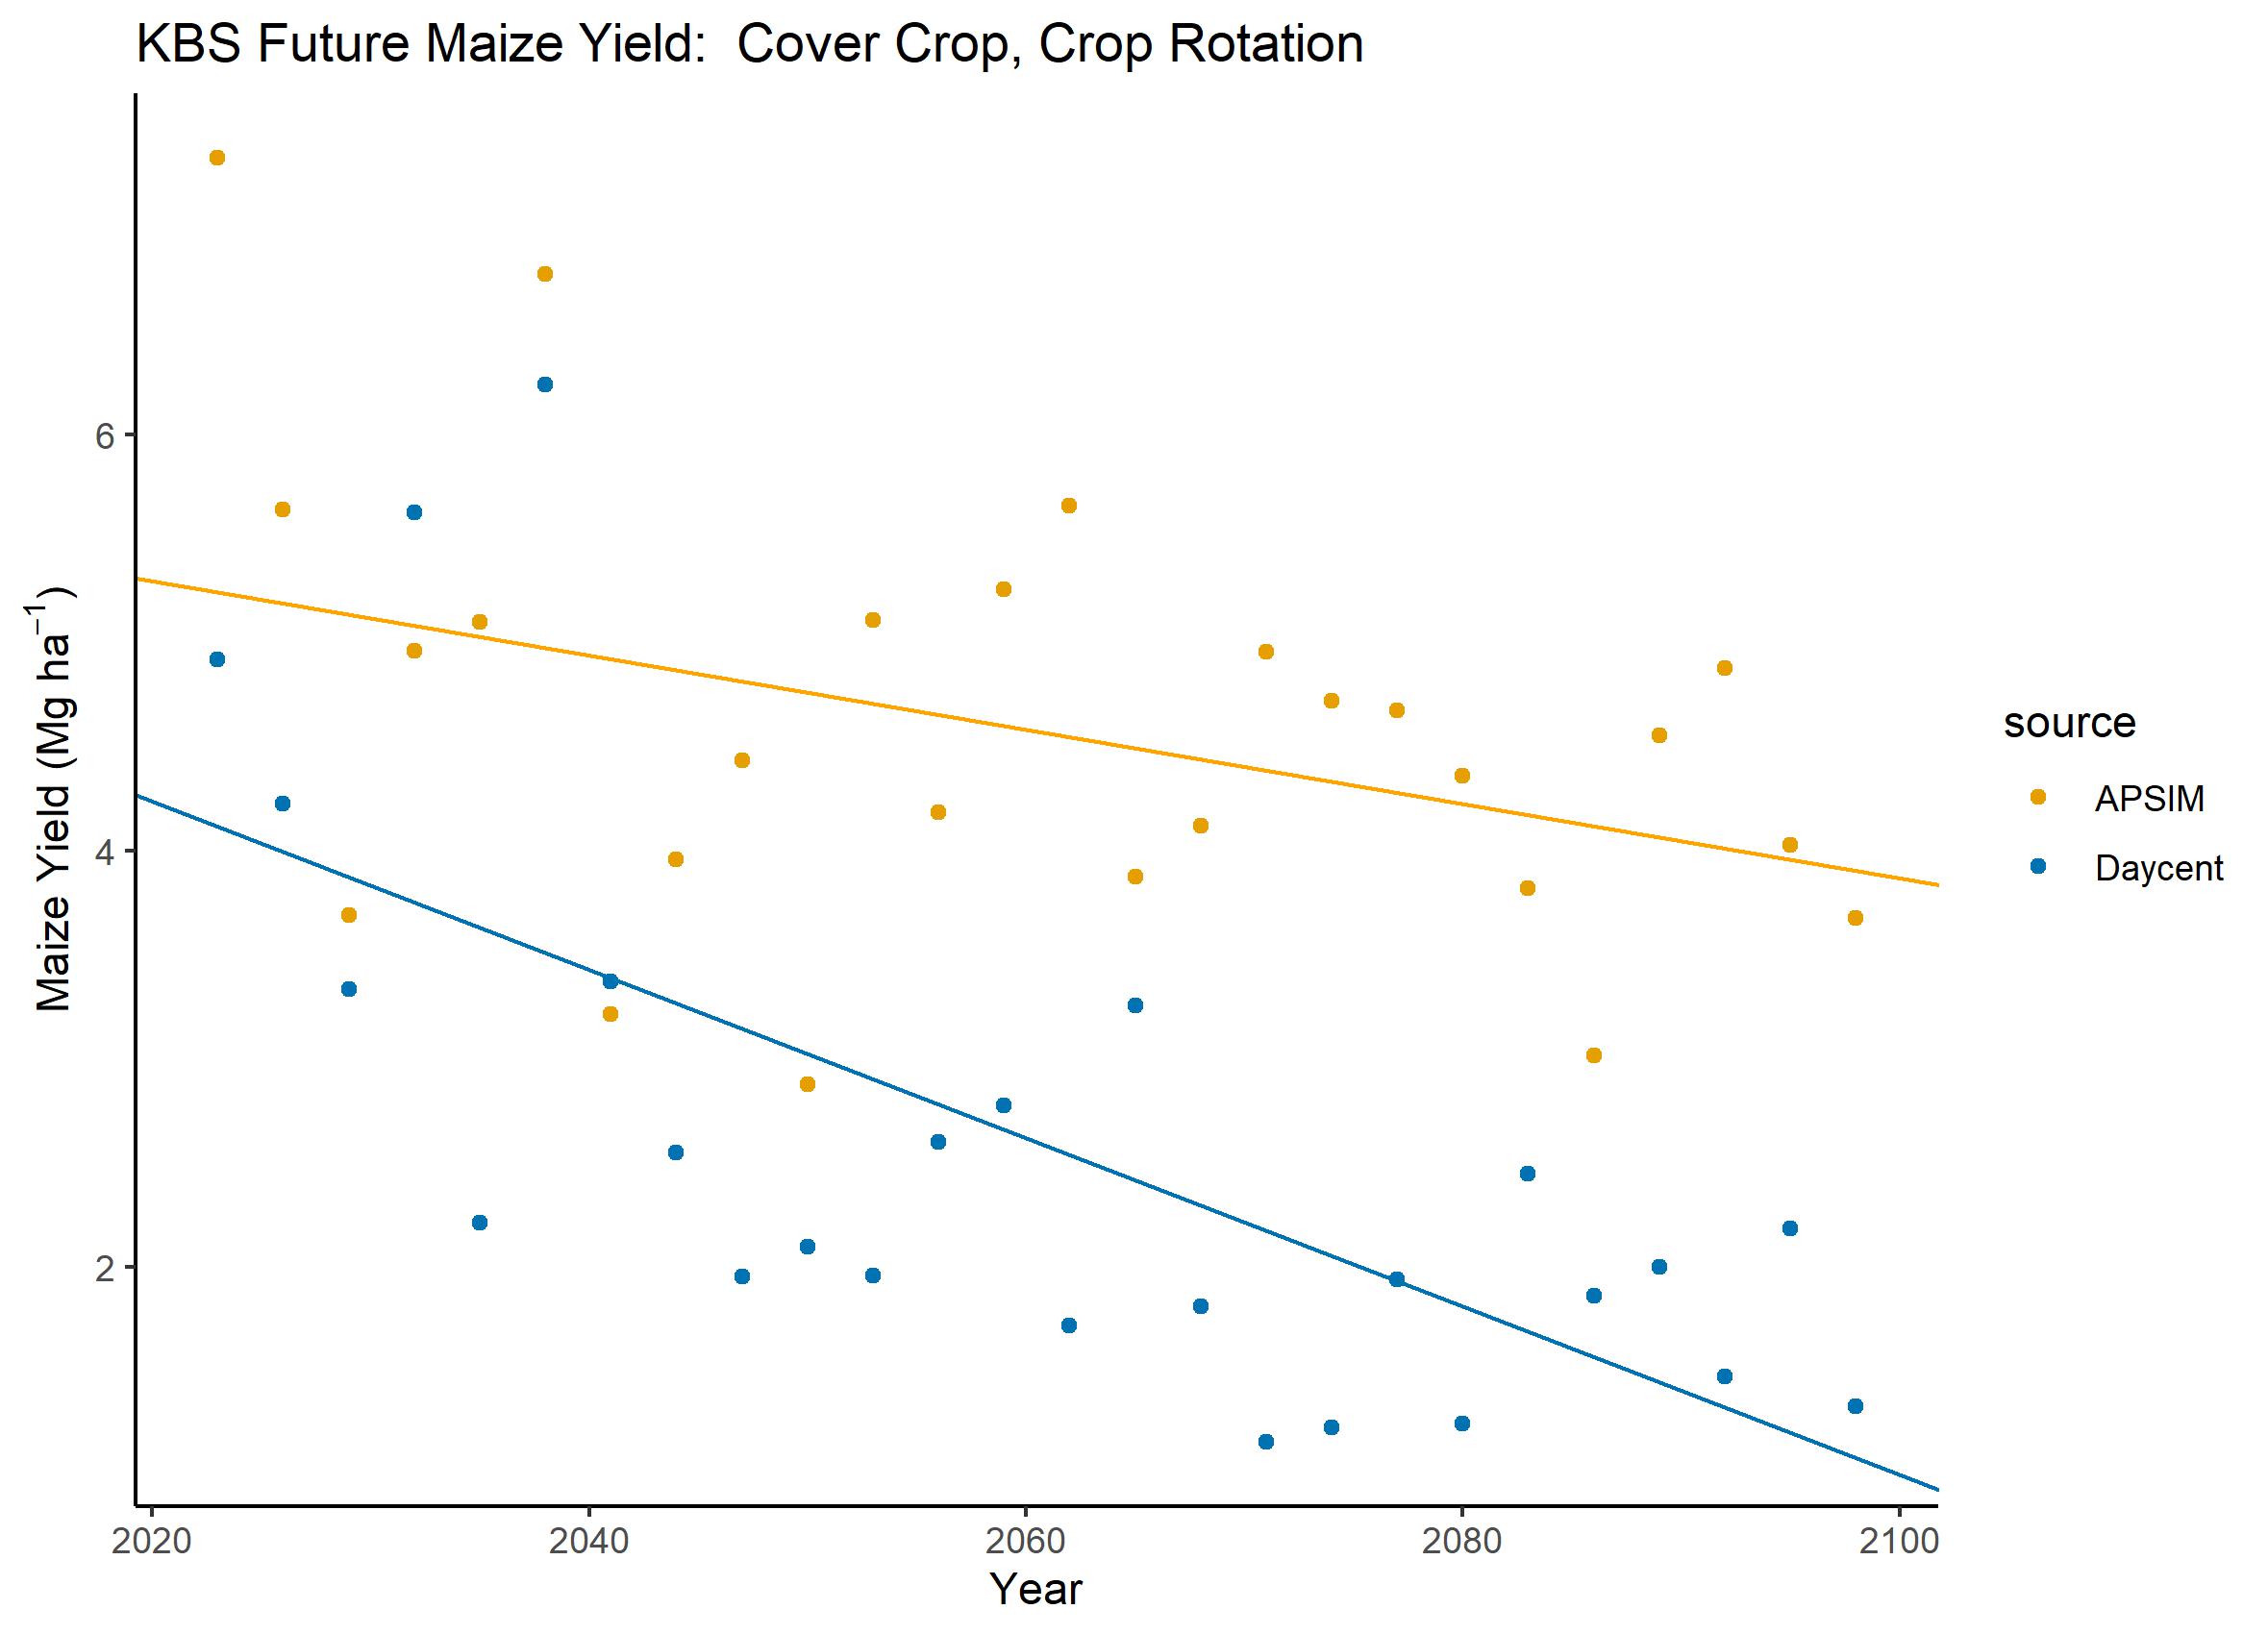 KBS Future Maize Yield:  Cover Crop, Crop Rotation
Maize Yield (Mg ha⁻¹)
6
4
2
2020 2040 2060 2080 2100
Year
source
APSIM
Daycent